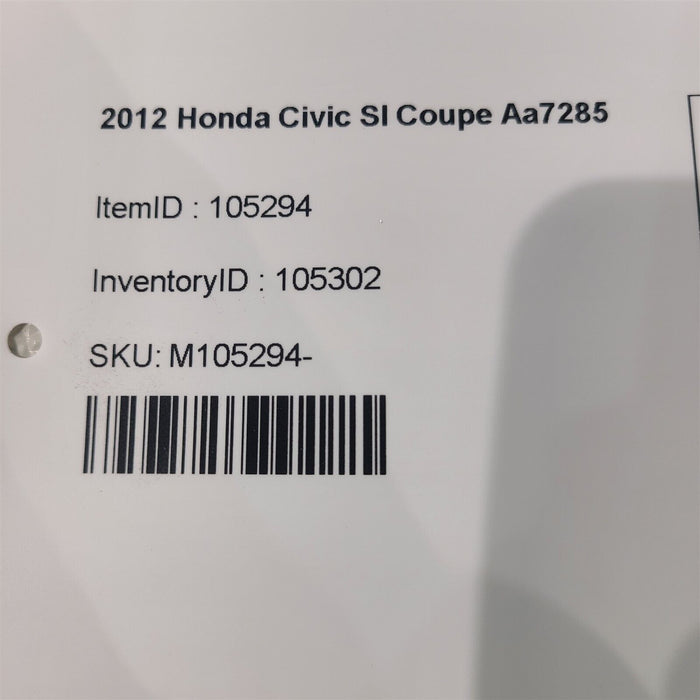 2012 Honda Civic SI Coupe Aa7285
ItemID : 105294
InventoryID : 105302
SKU: M105294-